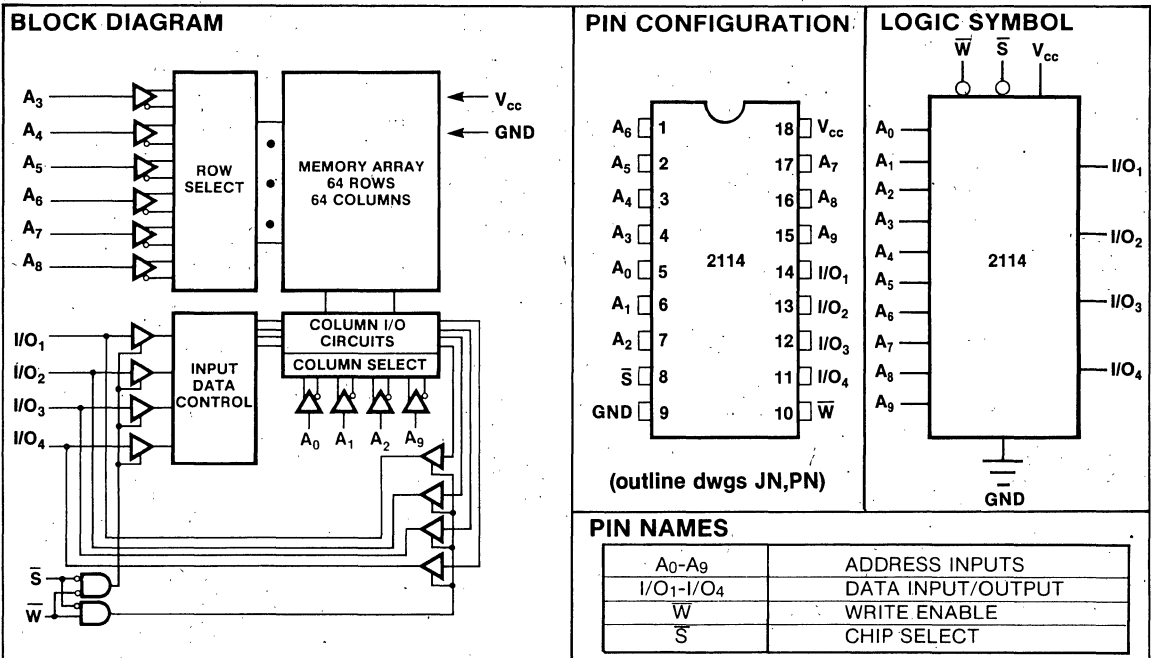 BLOCK DIAGRAM
A3
A4
A5
A6
A7
A8
ROW
SELECT
MEMORY ARRAY
64 ROWS
64 COLUMNS
Vcc
GND
I/O1
I/O2
I/O3
I/O4
INPUT
DATA
CONTROL
COLUMN I/O
CIRCUITS
COLUMN SELECT
A0 A1 A2 A9
S̅
W̅
PIN CONFIGURATION
A6 1 18 Vcc
A5 2 17 A7
A4 3 16 A8
A3 4 15 A9
2114
A0 5 14 I/O1
A1 6 13 I/O2
A2 7 12 I/O3
S̅ 8 11 I/O4
GND 9 10 W̅
(outline dwgs JN,PN)
LOGIC SYMBOL
W̅ S̅ Vcc
A0
A1
A2
A3
A4
A5
A6
A7
A8
A9
2114
I/O1
I/O2
I/O3
I/O4
GND
PIN NAMES
A0-A9 ADDRESS INPUTS
I/O1-I/O4 DATA INPUT/OUTPUT
W̅ WRITE ENABLE
S̅ CHIP SELECT